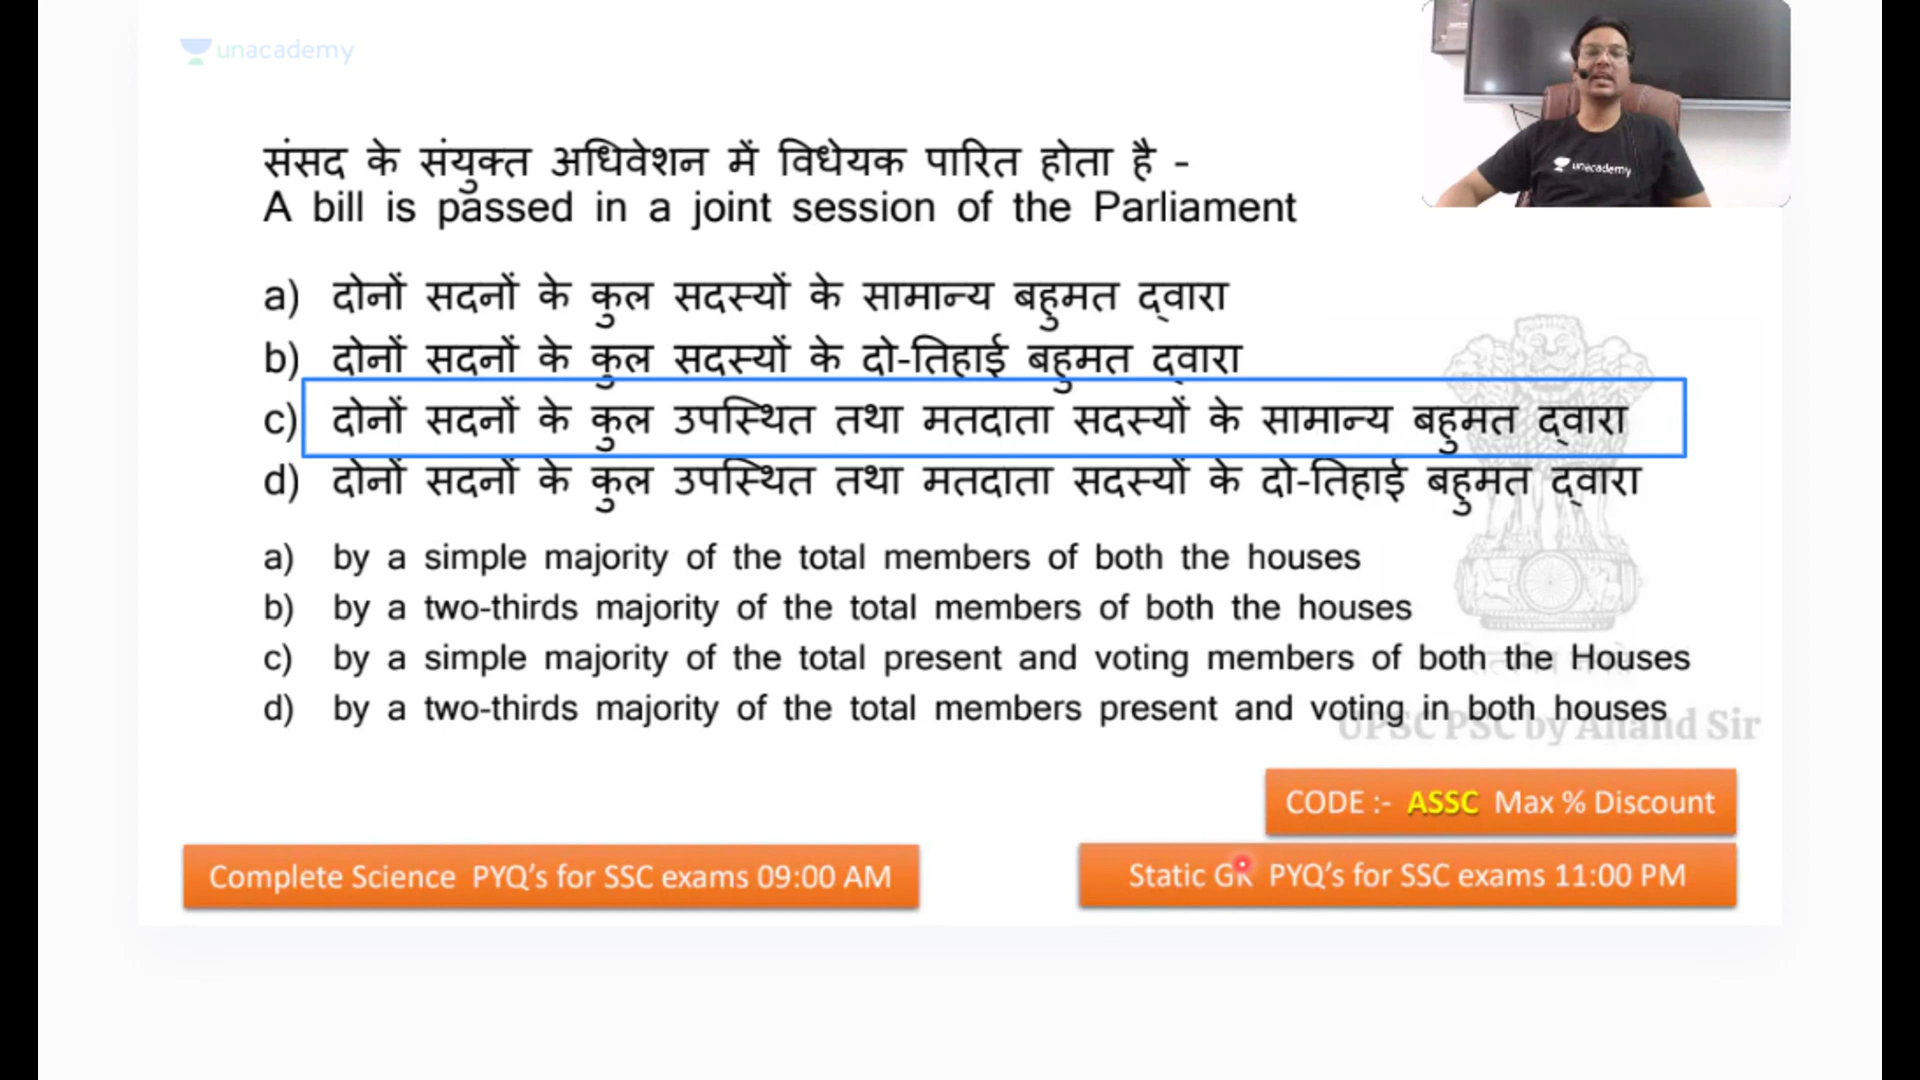 unacademy
unacademy
संसद के संयुक्त अधिवेशन में विधेयक पारित होता है -
A bill is passed in a joint session of the Parliament
a) दोनों सदनों के कुल सदस्यों के सामान्य बहुमत द्वारा
b) दोनों सदनों के कुल सदस्यों के दो-तिहाई बहुमत द्वारा
c) दोनों सदनों के कुल उपस्थित तथा मतदाता सदस्यों के सामान्य बहुमत द्वारा
d) दोनों सदनों के कुल उपस्थित तथा मतदाता सदस्यों के दो-तिहाई बहुमत द्वारा
a) by a simple majority of the total members of both the houses
b) by a two-thirds majority of the total members of both the houses
c) by a simple majority of the total present and voting members of both the Houses
d) by a two-thirds majority of the total members present and voting in both houses
UPSC PSC by Anand Sir
CODE :- ASSC Max % Discount
Complete Science PYQ's for SSC exams 09:00 AM
Static GK PYQ's for SSC exams 11:00 PM